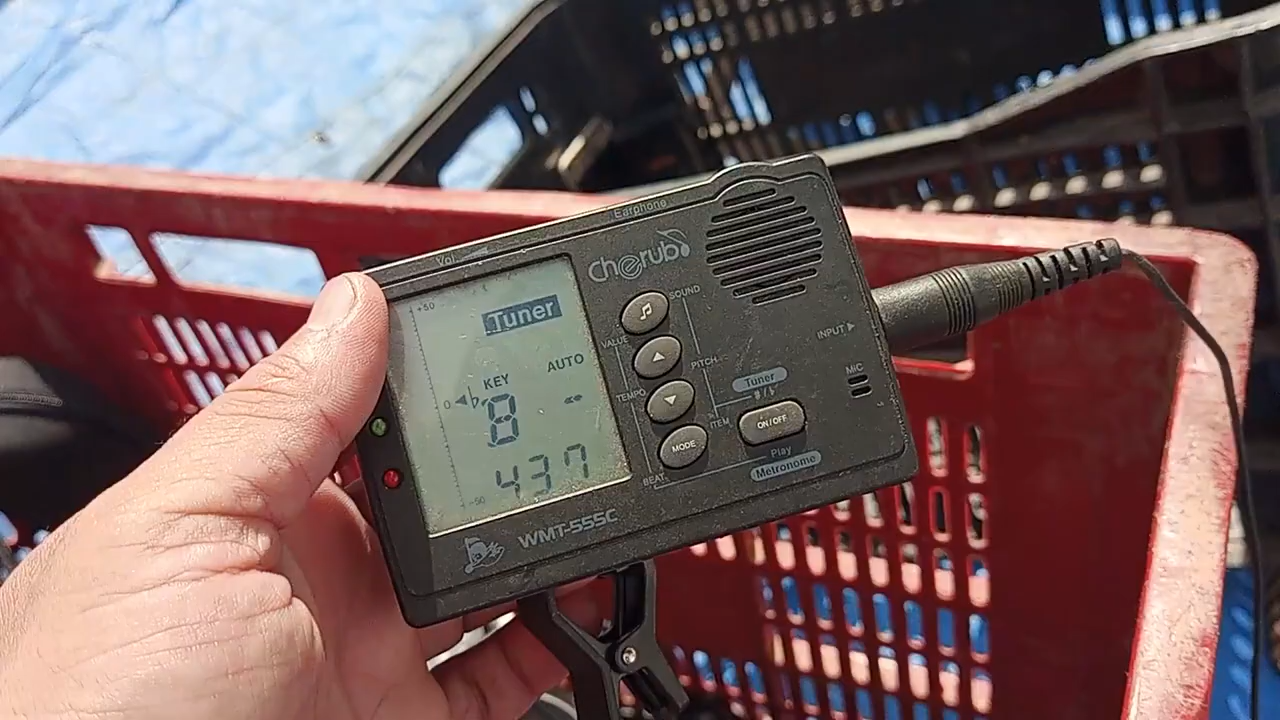 Vol.
Earphone
cherub
SOUND
VALUE
PITCH
TEMPO
ITEM
MODE
BEAT
Tuner
#/♭
ON/OFF
Play
Metronome
INPUT
MIC
+50
Tuner
AUTO
KEY
0
♭
8 --
437
-50
WMT-555C